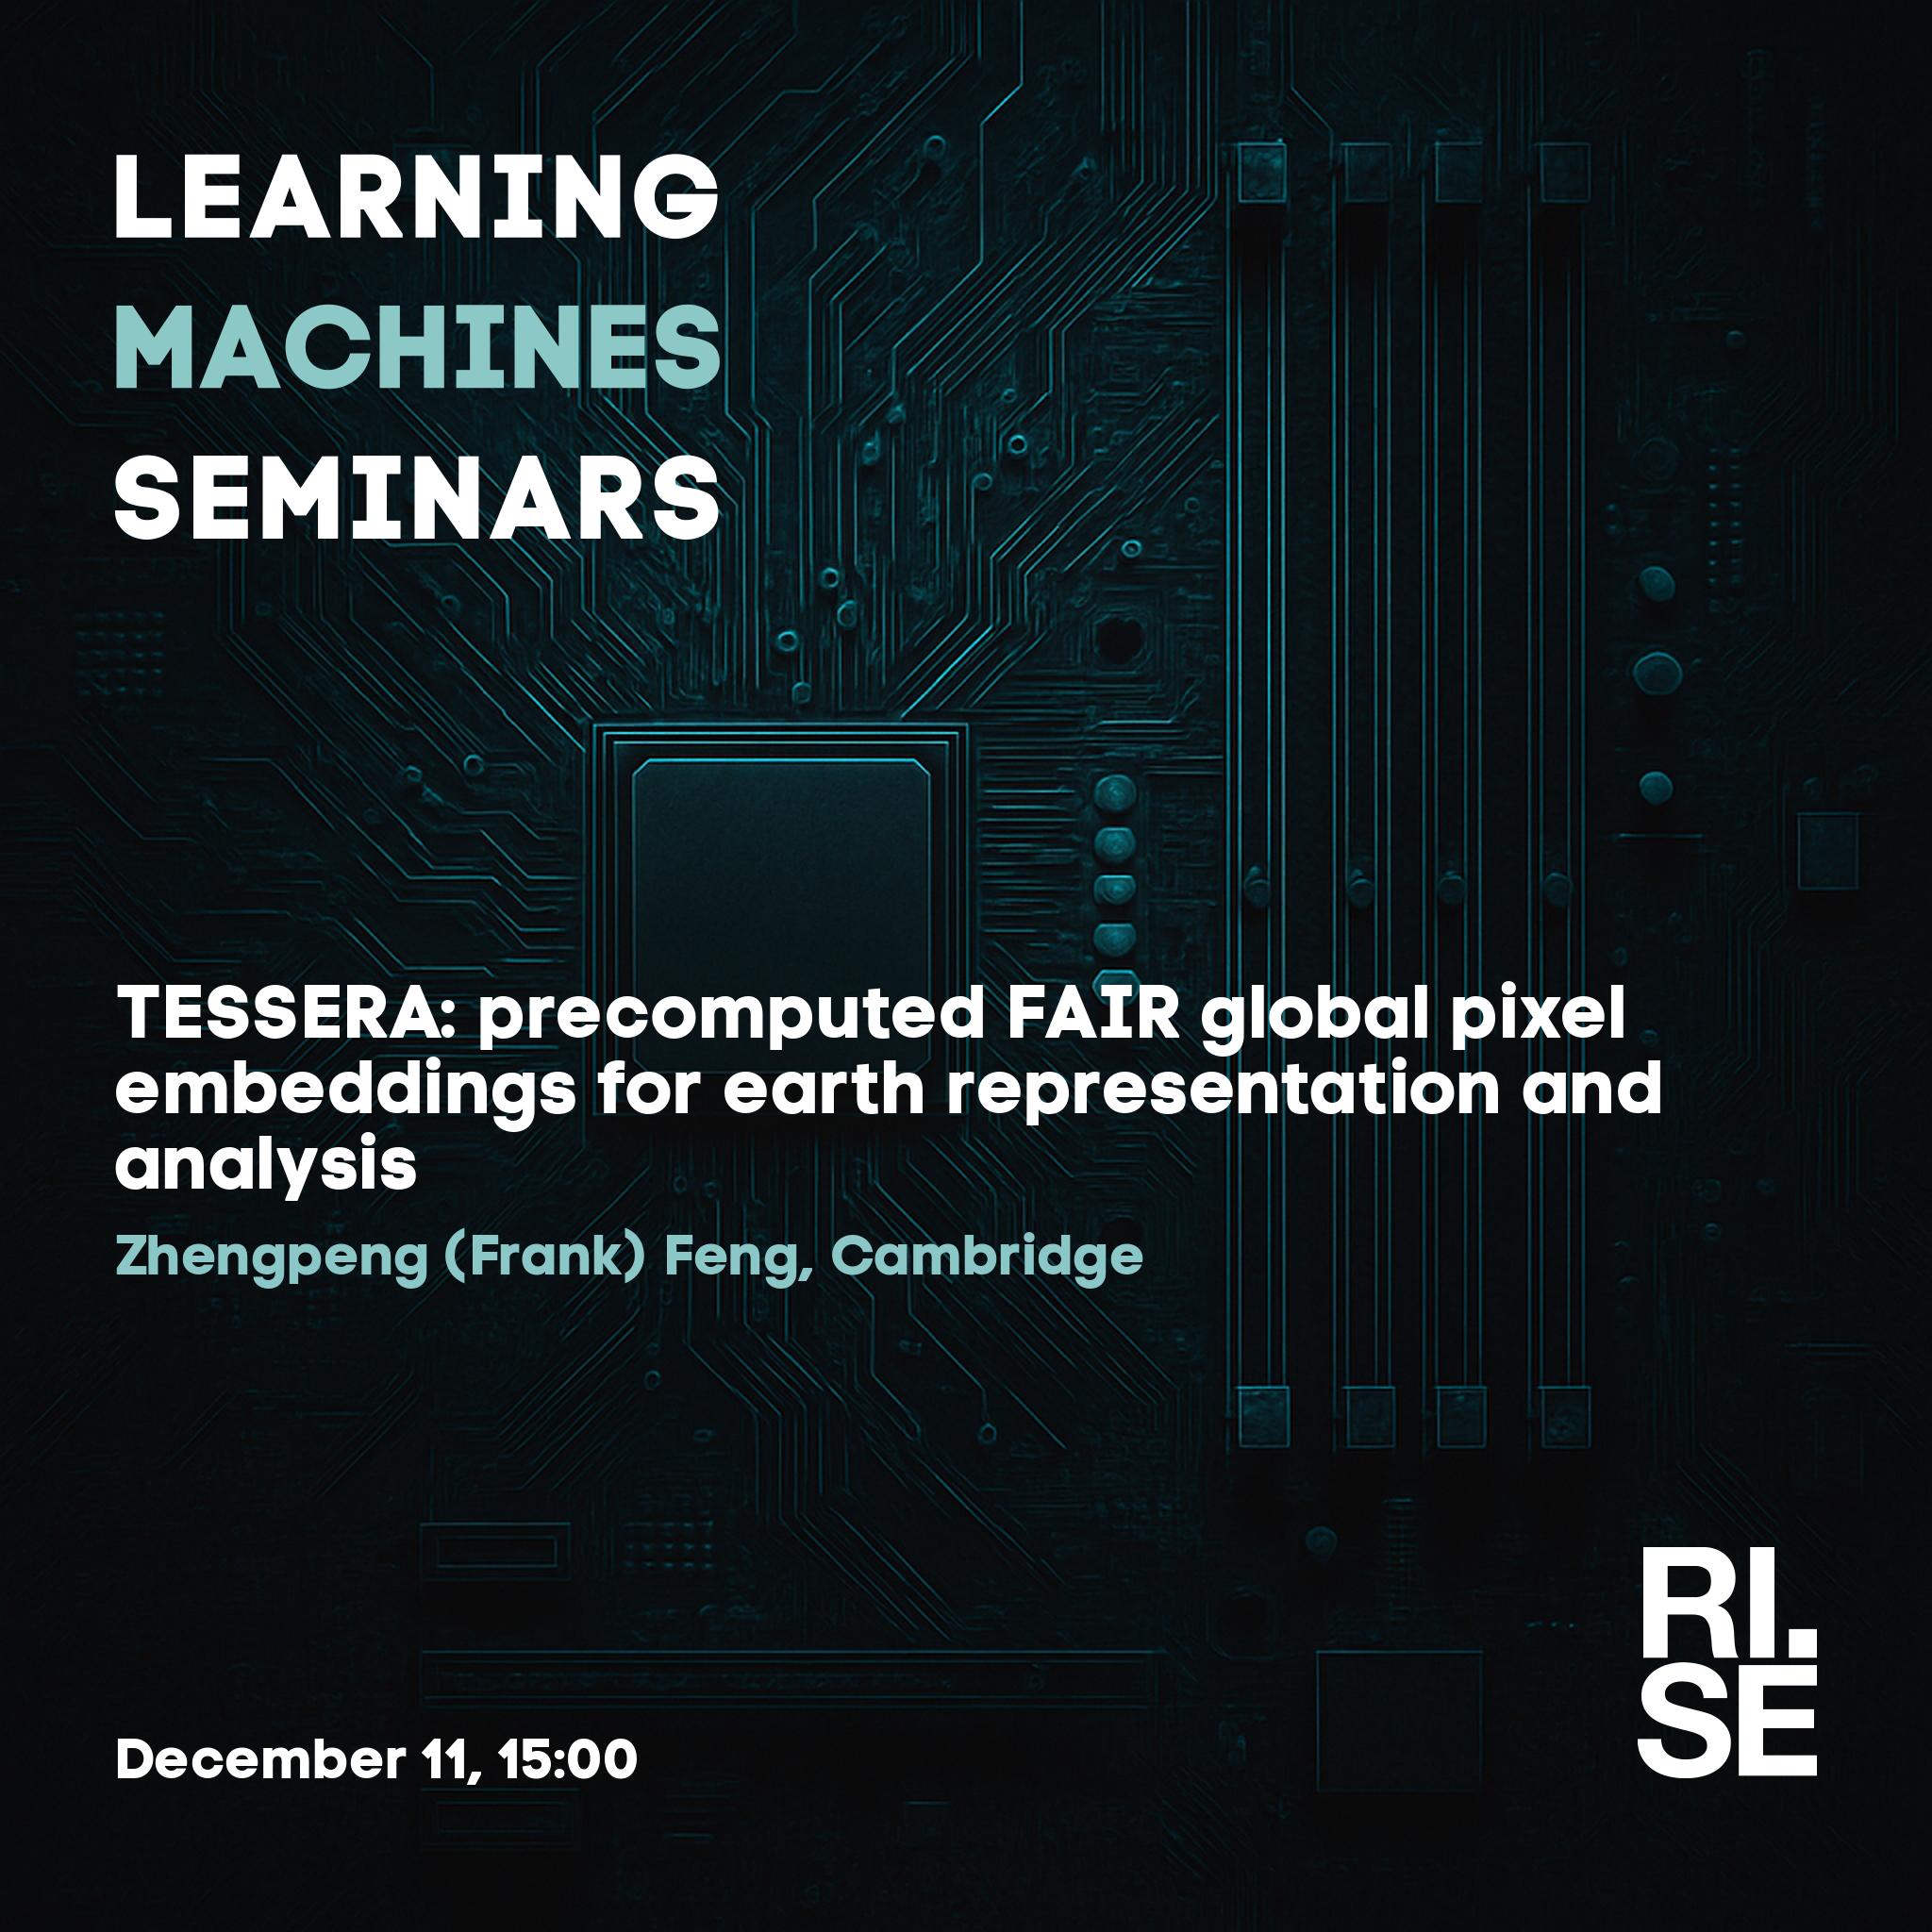 LEARNING
MACHINES
SEMINARS
TESSERA: precomputed FAIR global pixel
embeddings for earth representation and
analysis
Zhengpeng (Frank) Feng, Cambridge
RI.
SE
December 11, 15:00